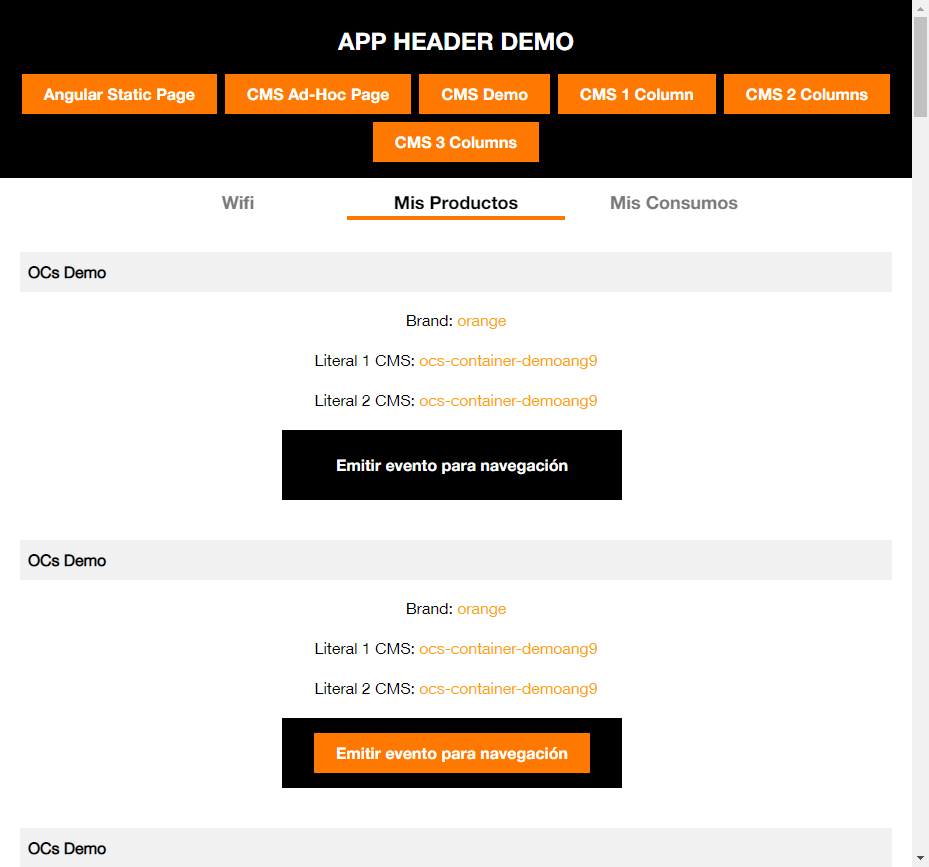 APP HEADER DEMO
Angular Static Page CMS Ad-Hoc Page CMS Demo CMS 1 Column CMS 2 Columns
CMS 3 Columns
Wifi Mis Productos Mis Consumos
OCs Demo
Brand: orange
Literal 1 CMS: ocs-container-demoang9
Literal 2 CMS: ocs-container-demoang9
Emitir evento para navegación
OCs Demo
Brand: orange
Literal 1 CMS: ocs-container-demoang9
Literal 2 CMS: ocs-container-demoang9
Emitir evento para navegación
OCs Demo